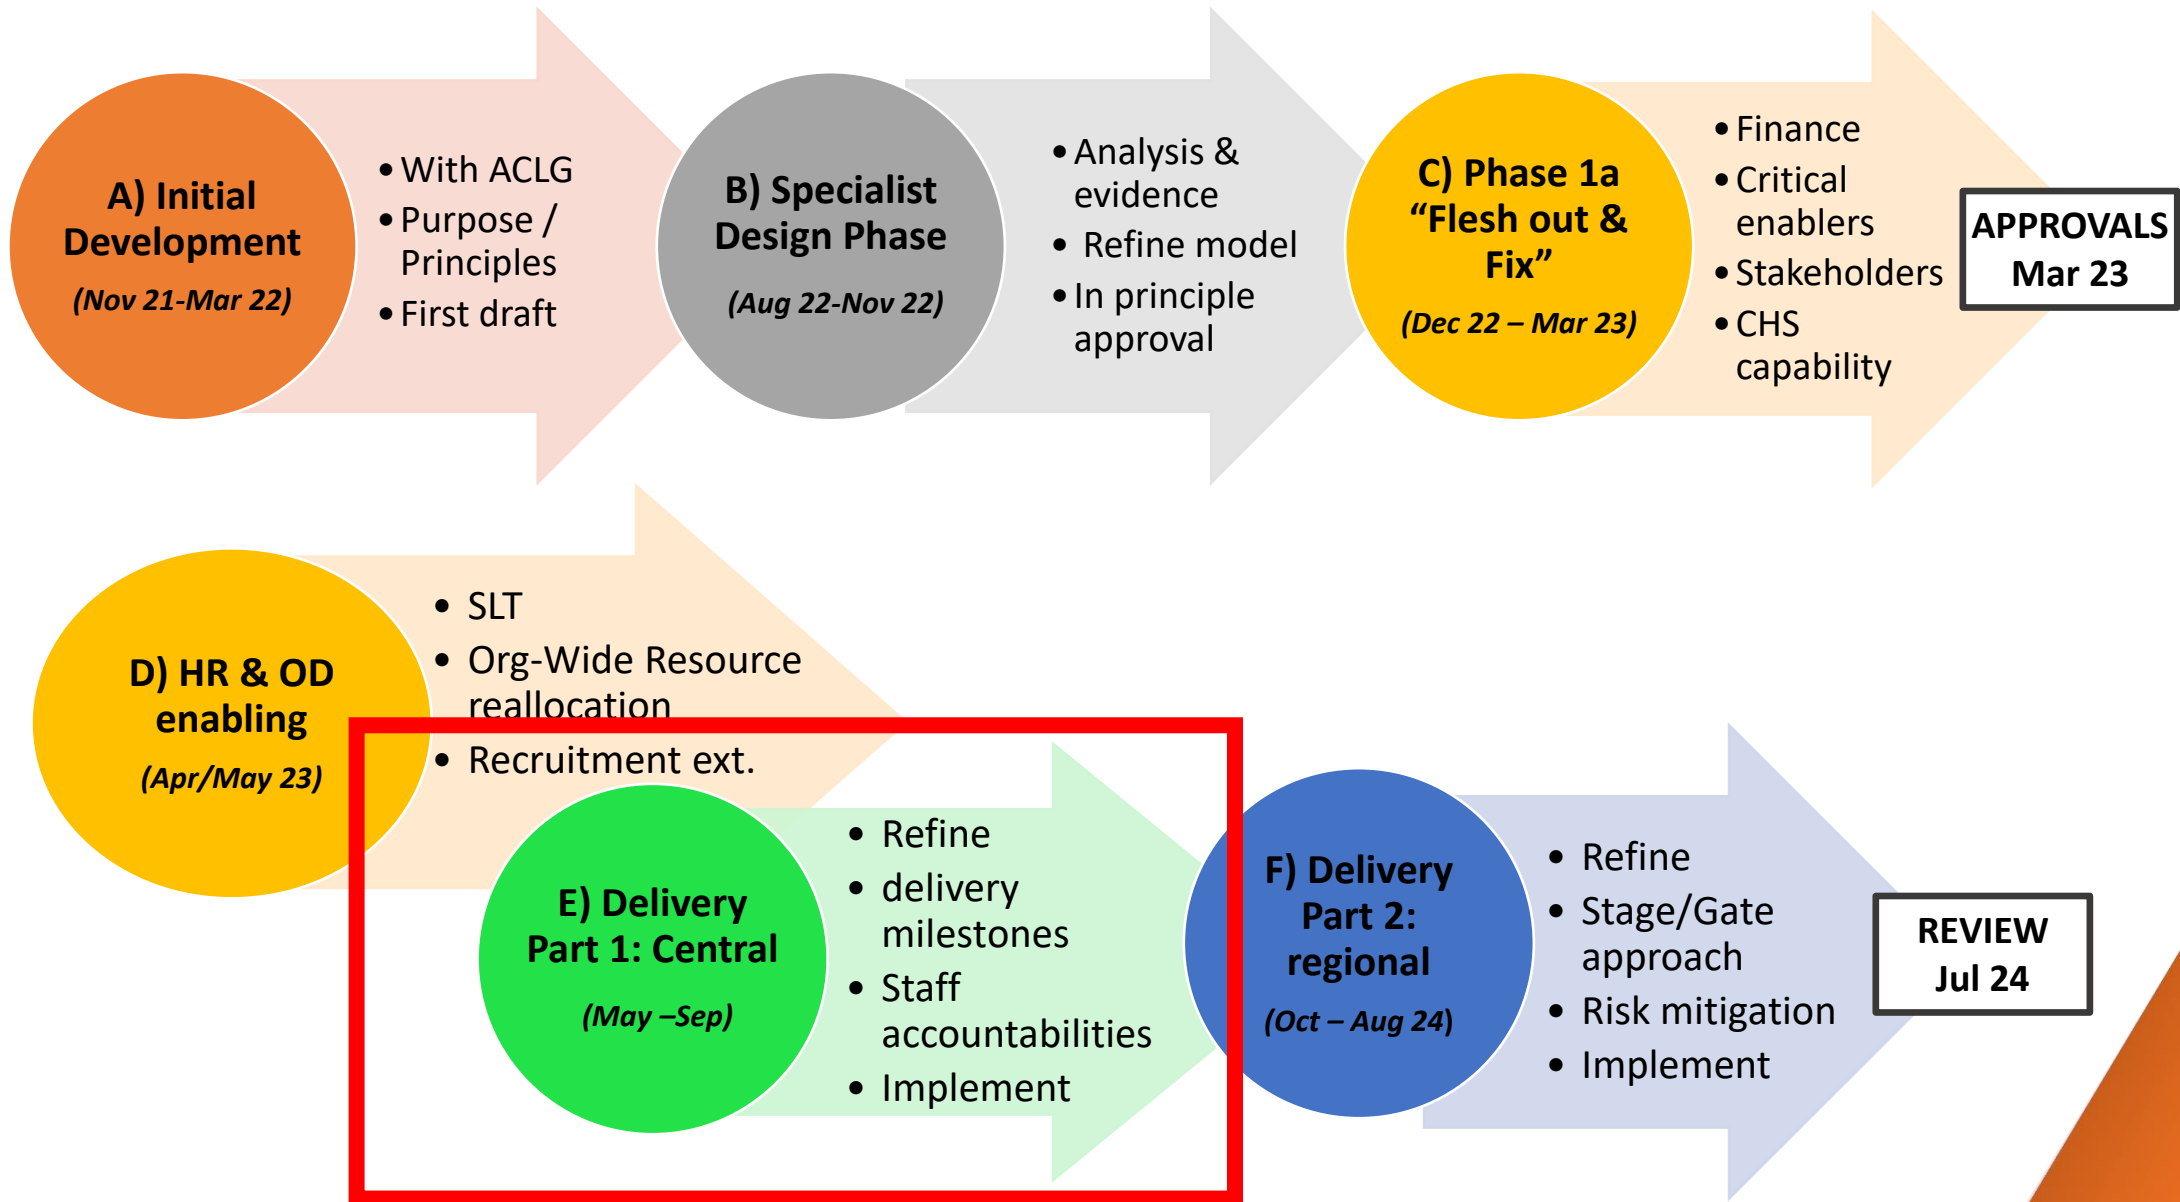 A) Initial
Development
(Nov 21-Mar 22)
•With ACLG
•Purpose /
Principles
•First draft
B) Specialist
Design Phase
(Aug 22-Nov 22)
•Analysis &
evidence
• Refine model
•In principle
approval
C) Phase 1a
“Flesh out &
Fix”
(Dec 22 – Mar 23)
•Finance
•Critical
enablers
•Stakeholders
•CHS
capability
APPROVALS
Mar 23
D) HR & OD
enabling
(Apr/May 23)
• SLT
• Org-Wide Resource
reallocation
• Recruitment ext.
E) Delivery
Part 1: Central
(May –Sep)
• Refine
• delivery
milestones
• Staff
accountabilities
• Implement
F) Delivery
Part 2:
regional
(Oct – Aug 24)
• Refine
• Stage/Gate
approach
• Risk mitigation
• Implement
REVIEW
Jul 24